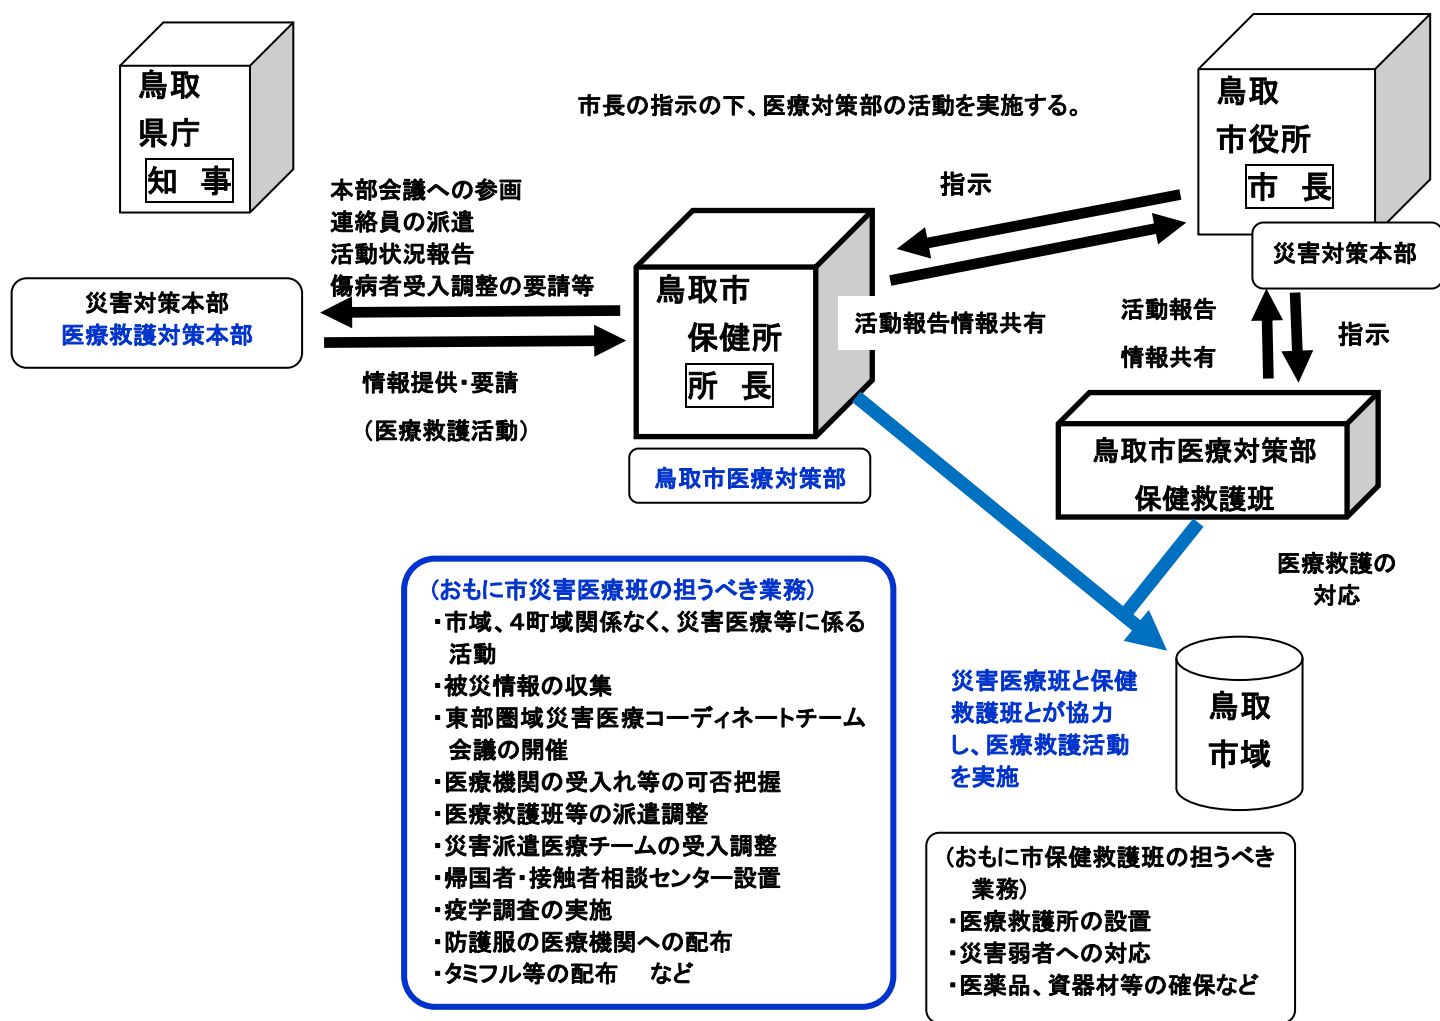 鳥取
県庁
知　事
災害対策本部
医療救護対策本部
市長の指示の下、医療対策部の活動を実施する。
本部会議への参画
連絡員の派遣
活動状況報告
傷病者受入調整の要請等
情報提供・要請
（医療救護活動）
鳥取市
保健所
所　長
鳥取市医療対策部
指示
活動報告情報共有
鳥取
市役所
市　長
災害対策本部
活動報告
情報共有
指示
鳥取市医療対策部
保健救護班
医療救護の
対応
鳥取
市域
災害医療班と保健
救護班とが協力
し、医療救護活動
を実施
(おもに市災害医療班の担うべき業務)
・市域、４町域関係なく、災害医療等に係る
活動
・被災情報の収集
・東部圏域災害医療コーディネートチーム
会議の開催
・医療機関の受入れ等の可否把握
・医療救護班等の派遣調整
・災害派遣医療チームの受入調整
・帰国者・接触者相談センター設置
・疫学調査の実施
・防護服の医療機関への配布
・タミフル等の配布　など
(おもに市保健救護班の担うべき
業務)
・医療救護所の設置
・災害弱者への対応
・医薬品、資器材等の確保など